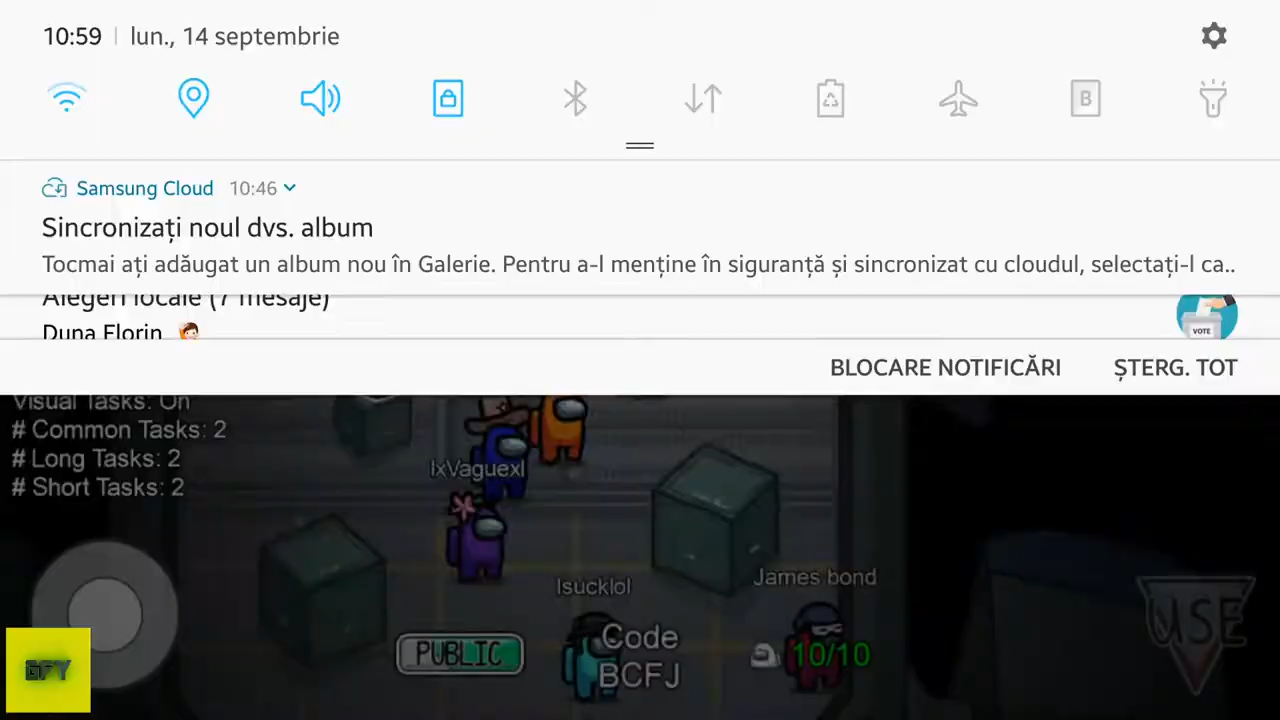 10:59 lun., 14 septembrie
B
Samsung Cloud 10:46
Sincronizați noul dvs. album
Tocmai ați adăugat un album nou în Galerie. Pentru a-l menține în siguranță și sincronizat cu cloudul, selectați-l ca..
Alegeri locale (7 mesaje)
Duna Florin
VOTE
BLOCARE NOTIFICĂRI ȘTERG. TOT
Visual Tasks: On
# Common Tasks: 2
# Long Tasks: 2
# Short Tasks: 2
IxVaguexI
Isucklol
James bond
USE
PUBLIC
Code
BCFJ
10/10
GFY